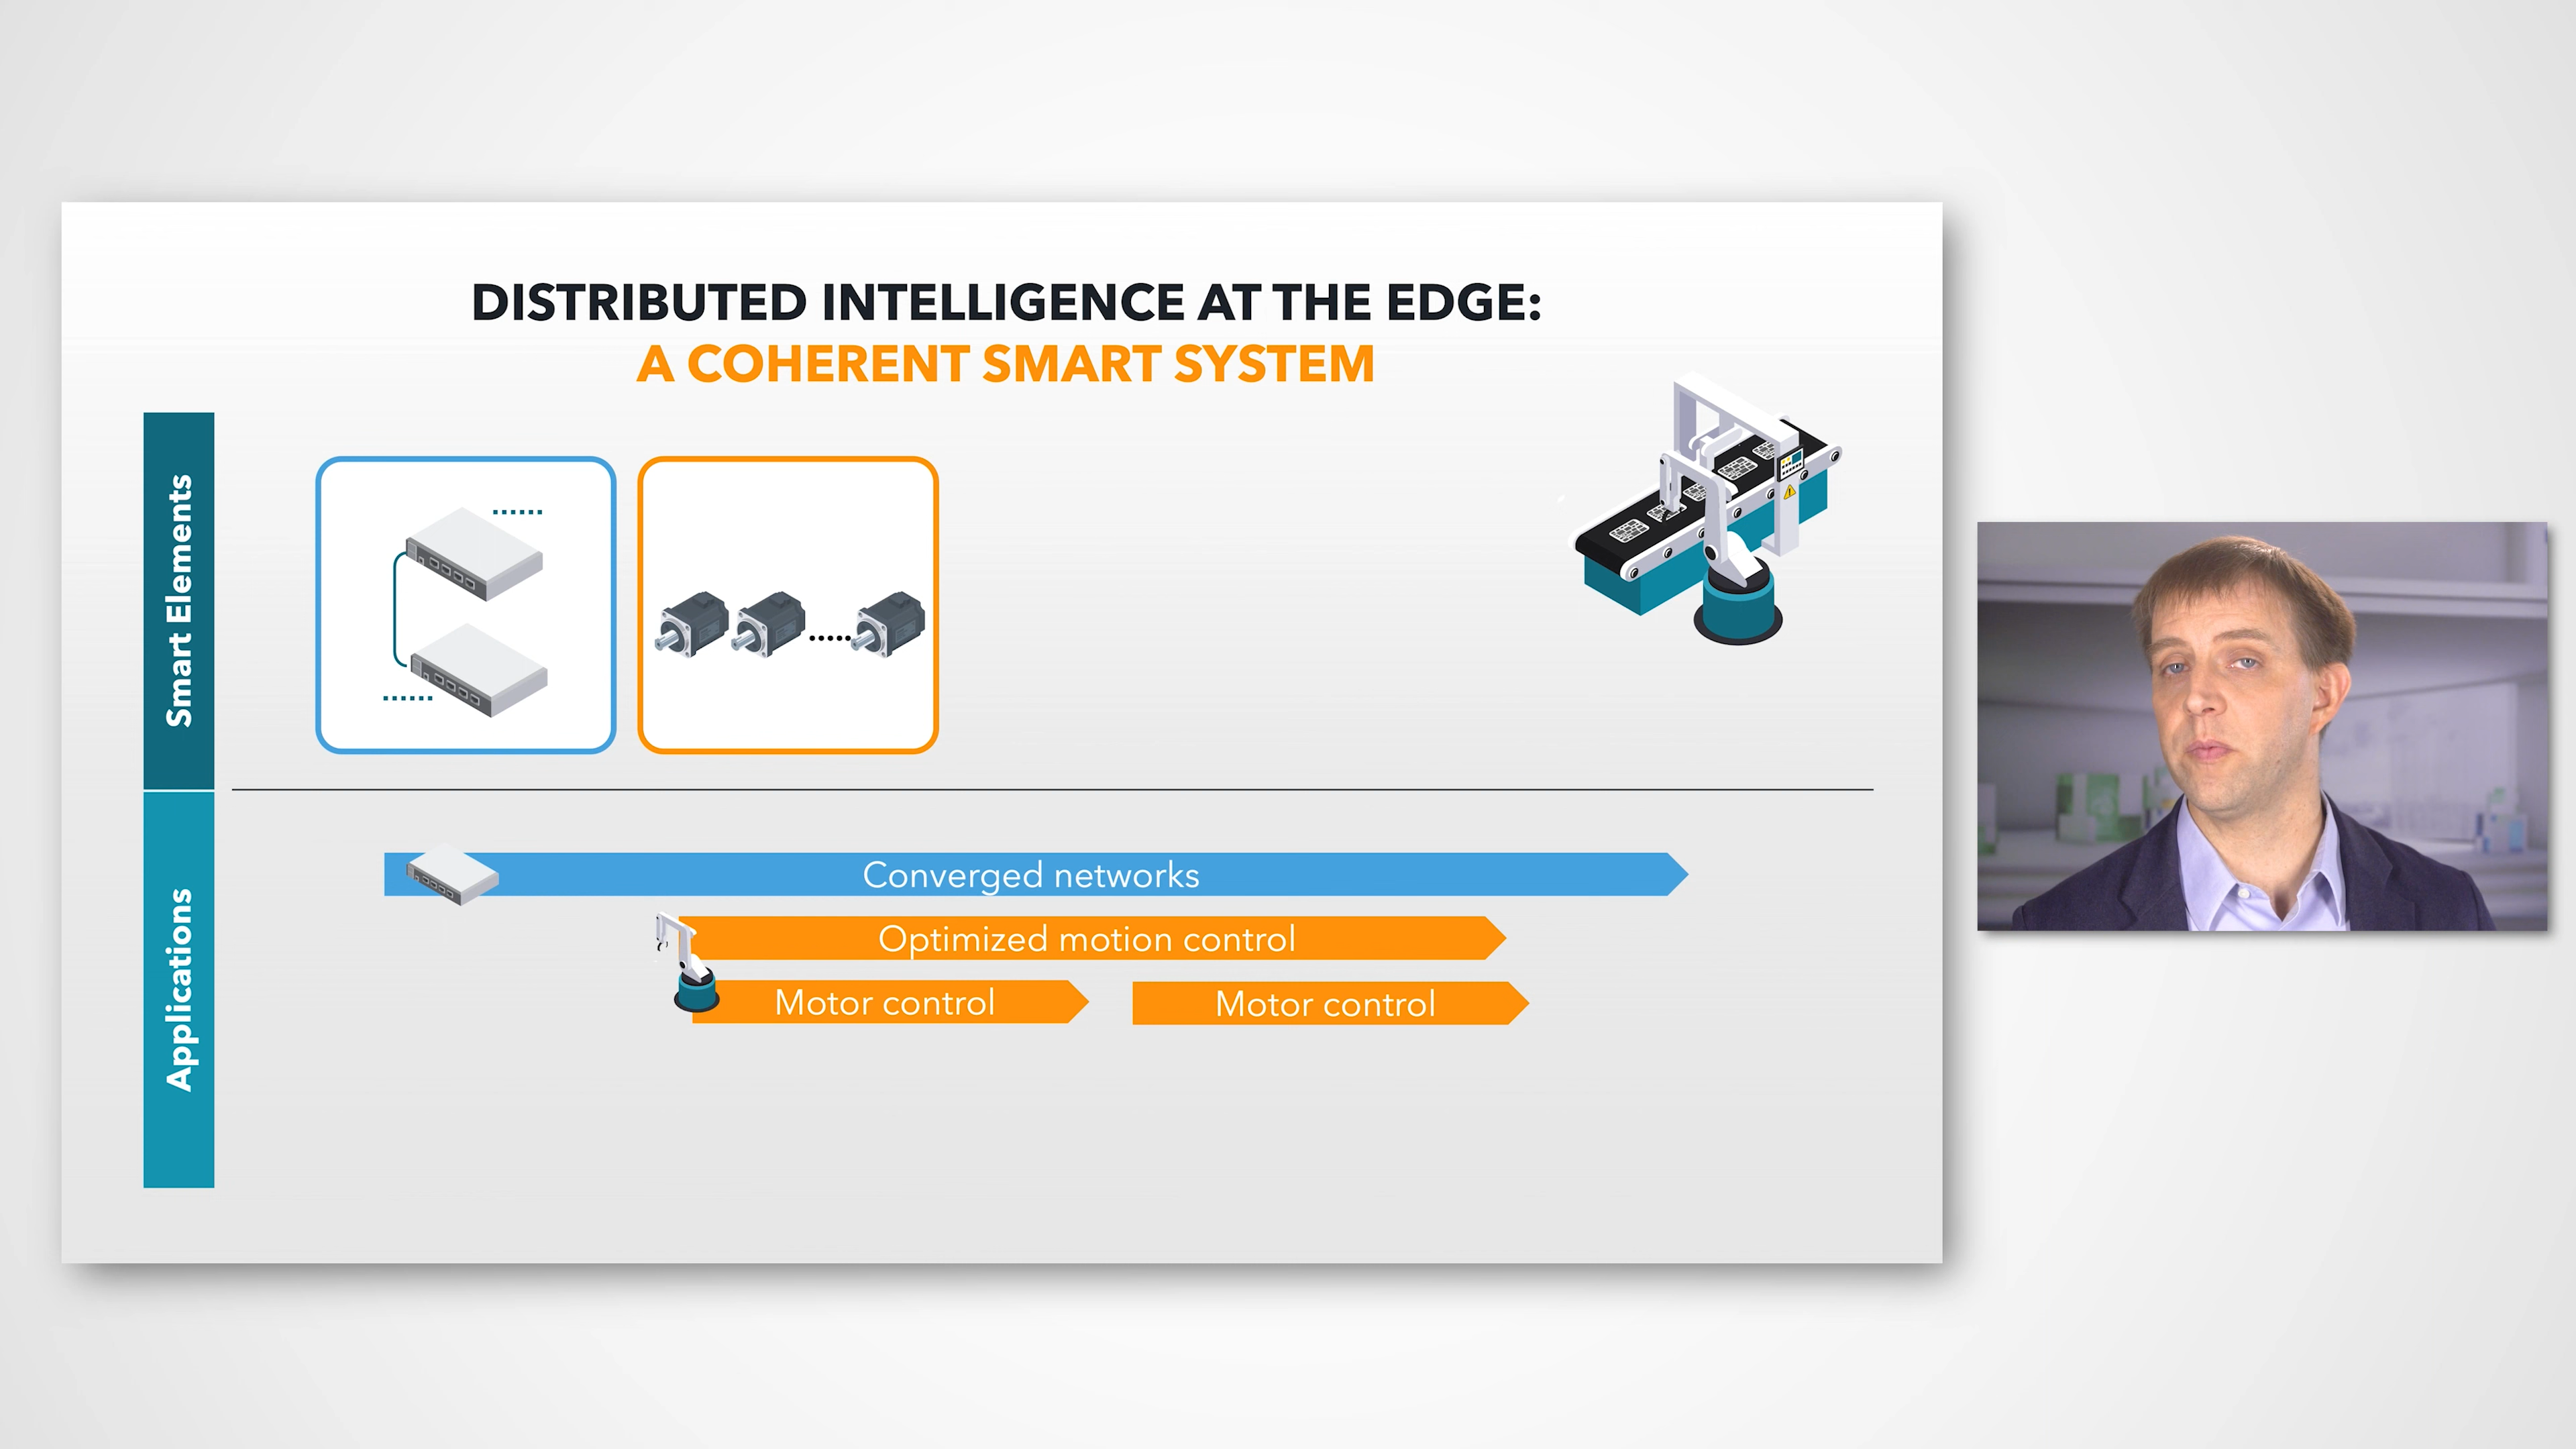 DISTRIBUTED INTELLIGENCE AT THE EDGE:
A COHERENT SMART SYSTEM
Smart Elements
Applications
Converged networks
Optimized motion control
Motor control
Motor control